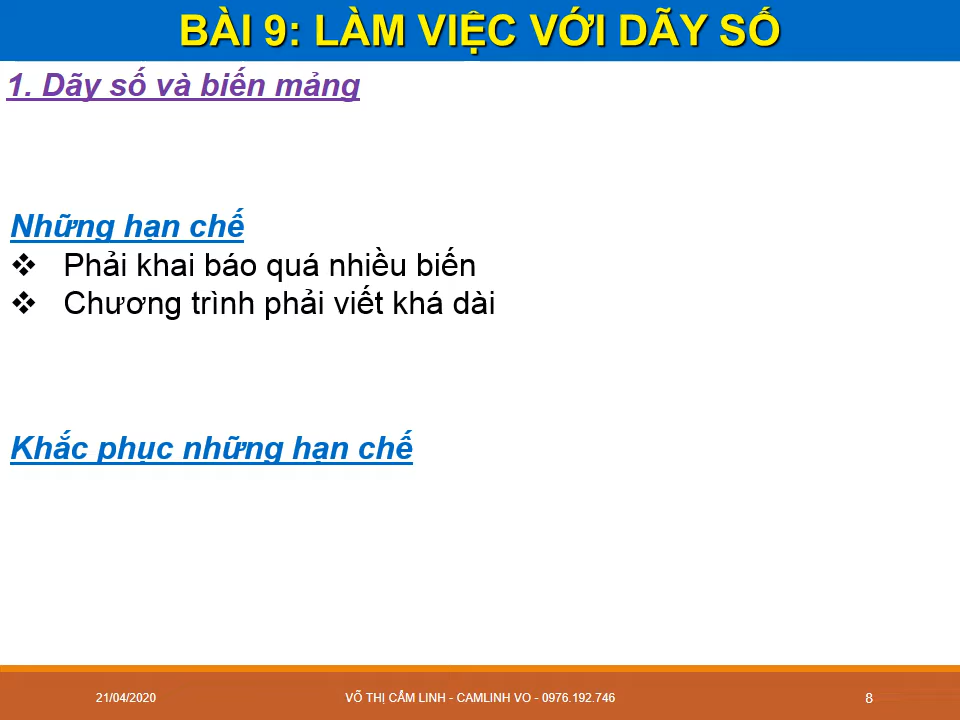 BÀI 9: LÀM VIỆC VỚI DÃY SỐ
1. Dãy số và biến mảng
Những hạn chế
❖ Phải khai báo quá nhiều biến
❖ Chương trình phải viết khá dài
Khắc phục những hạn chế
21/04/2020
VÕ THỊ CẨM LINH - CAMLINH VO - 0976.192.746
8